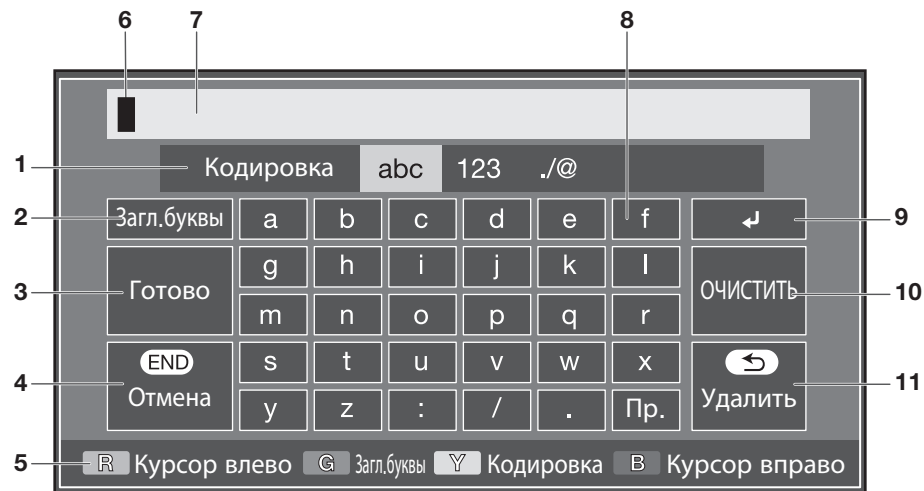 6 7 8
1 Кодировка abc 123 ./@
2 Загл.буквы a b c d e f ↵ 9
g h i j k l
3 Готово ОЧИСТИТЬ 10
m n o p q r
END s t u v w x
4 Отмена Удалить 11
y z : / . Пр.
5 R Курсор влево G Загл.буквы Y Кодировка B Курсор вправо